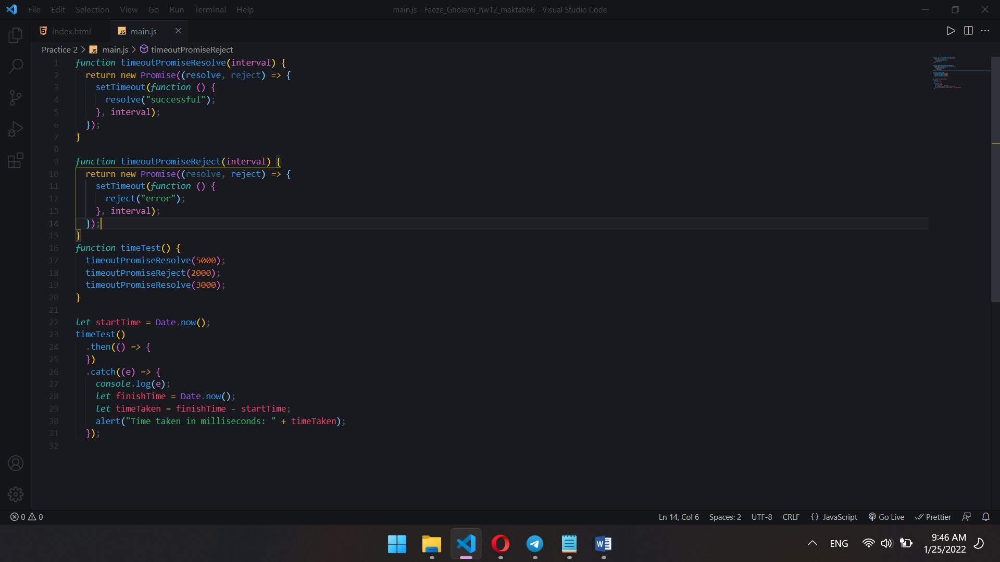 File Edit Selection View Go Run Terminal Help
main.js - Faeze_Gholami_hw12_maktab66 - Visual Studio Code
index.html
JS main.js
Practice 2 > JS main.js > timeoutPromiseReject
1 function timeoutPromiseResolve(interval) {
2 return new Promise((resolve, reject) => {
3 setTimeout(function () {
4 resolve("successful");
5 }, interval);
6 });
7 }
8
9 function timeoutPromiseReject(interval) {
10 return new Promise((resolve, reject) => {
11 setTimeout(function () {
12 reject("error");
13 }, interval);
14 });
15 }
16 function timeTest() {
17 timeoutPromiseResolve(5000);
18 timeoutPromiseReject(2000);
19 timeoutPromiseResolve(3000);
20 }
21
22 let startTime = Date.now();
23 timeTest()
24 .then(() => {
25 })
26 .catch((e) => {
27 console.log(e);
28 let finishTime = Date.now();
29 let timeTaken = finishTime - startTime;
30 alert("Time taken in milliseconds: " + timeTaken);
31 });
32
0 0
Ln 14, Col 6 Spaces: 2 UTF-8 CRLF {} JavaScript Go Live Prettier
W
ENG
9:46 AM
1/25/2022